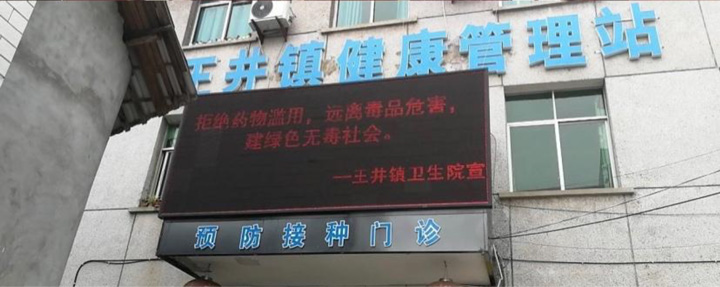 王井镇健康管理站
拒绝药物滥用，远离毒品危害，
建绿色无毒社会。
—王井镇卫生院宣
预防接种门诊